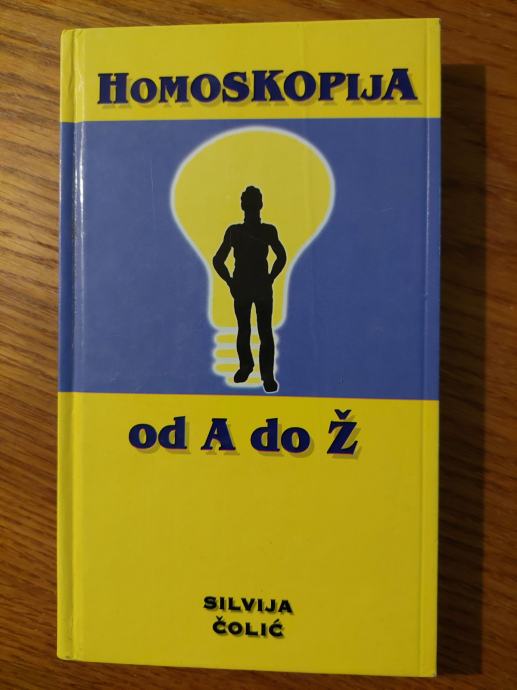 HOMOSKOPIJA
od A do Ž
SILVIJA
ČOLIĆ